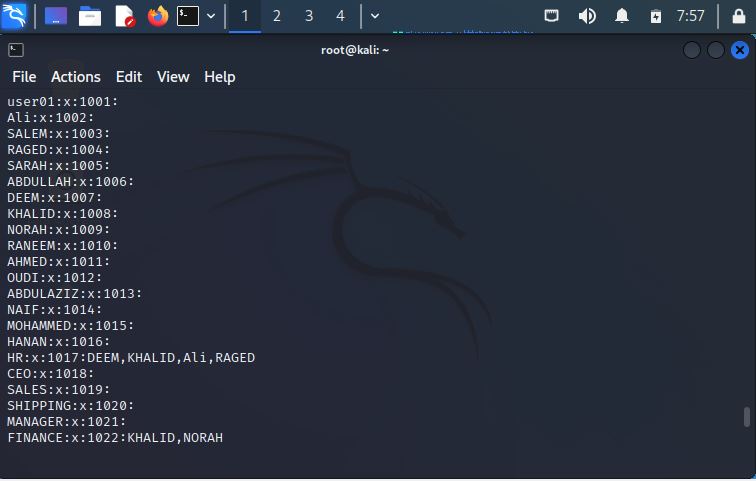 1 2 3 4 7:57
root@kali: ~
File Actions Edit View Help
user01:x:1001:
Ali:x:1002:
SALEM:x:1003:
RAGED:x:1004:
SARAH:x:1005:
ABDULLAH:x:1006:
DEEM:x:1007:
KHALID:x:1008:
NORAH:x:1009:
RANEEM:x:1010:
AHMED:x:1011:
OUDI:x:1012:
ABDULAZIZ:x:1013:
NAIF:x:1014:
MOHAMMED:x:1015:
HANAN:x:1016:
HR:x:1017:DEEM,KHALID,Ali,RAGED
CEO:x:1018:
SALES:x:1019:
SHIPPING:x:1020:
MANAGER:x:1021:
FINANCE:x:1022:KHALID,NORAH